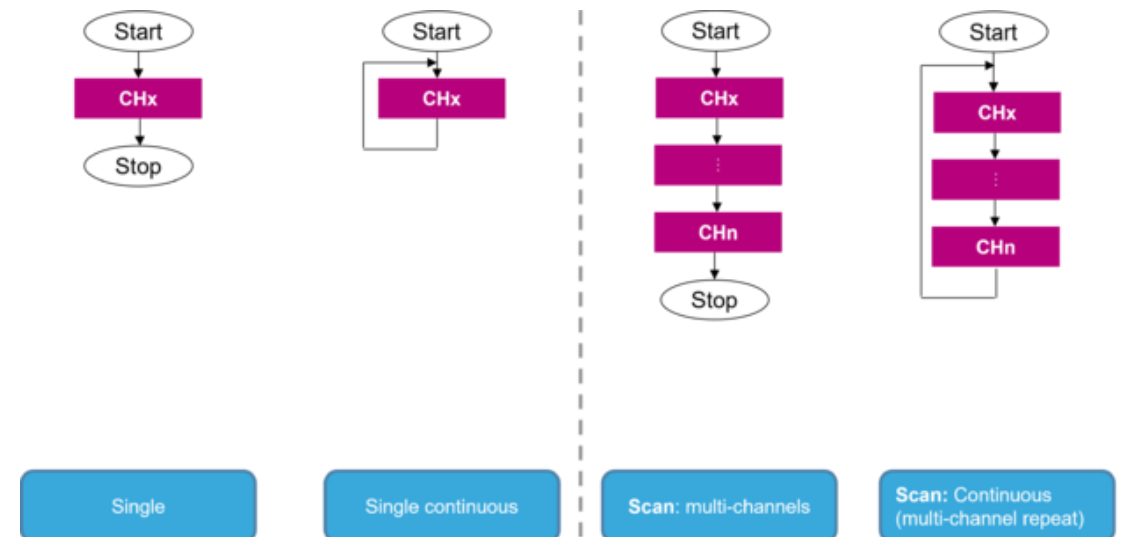 Start
CHx
Stop
Single
Start
CHx
Single continuous
Start
CHx
⋮
CHn
Stop
Scan: multi-channels
Start
CHx
⋮
CHn
Scan: Continuous
(multi-channel repeat)